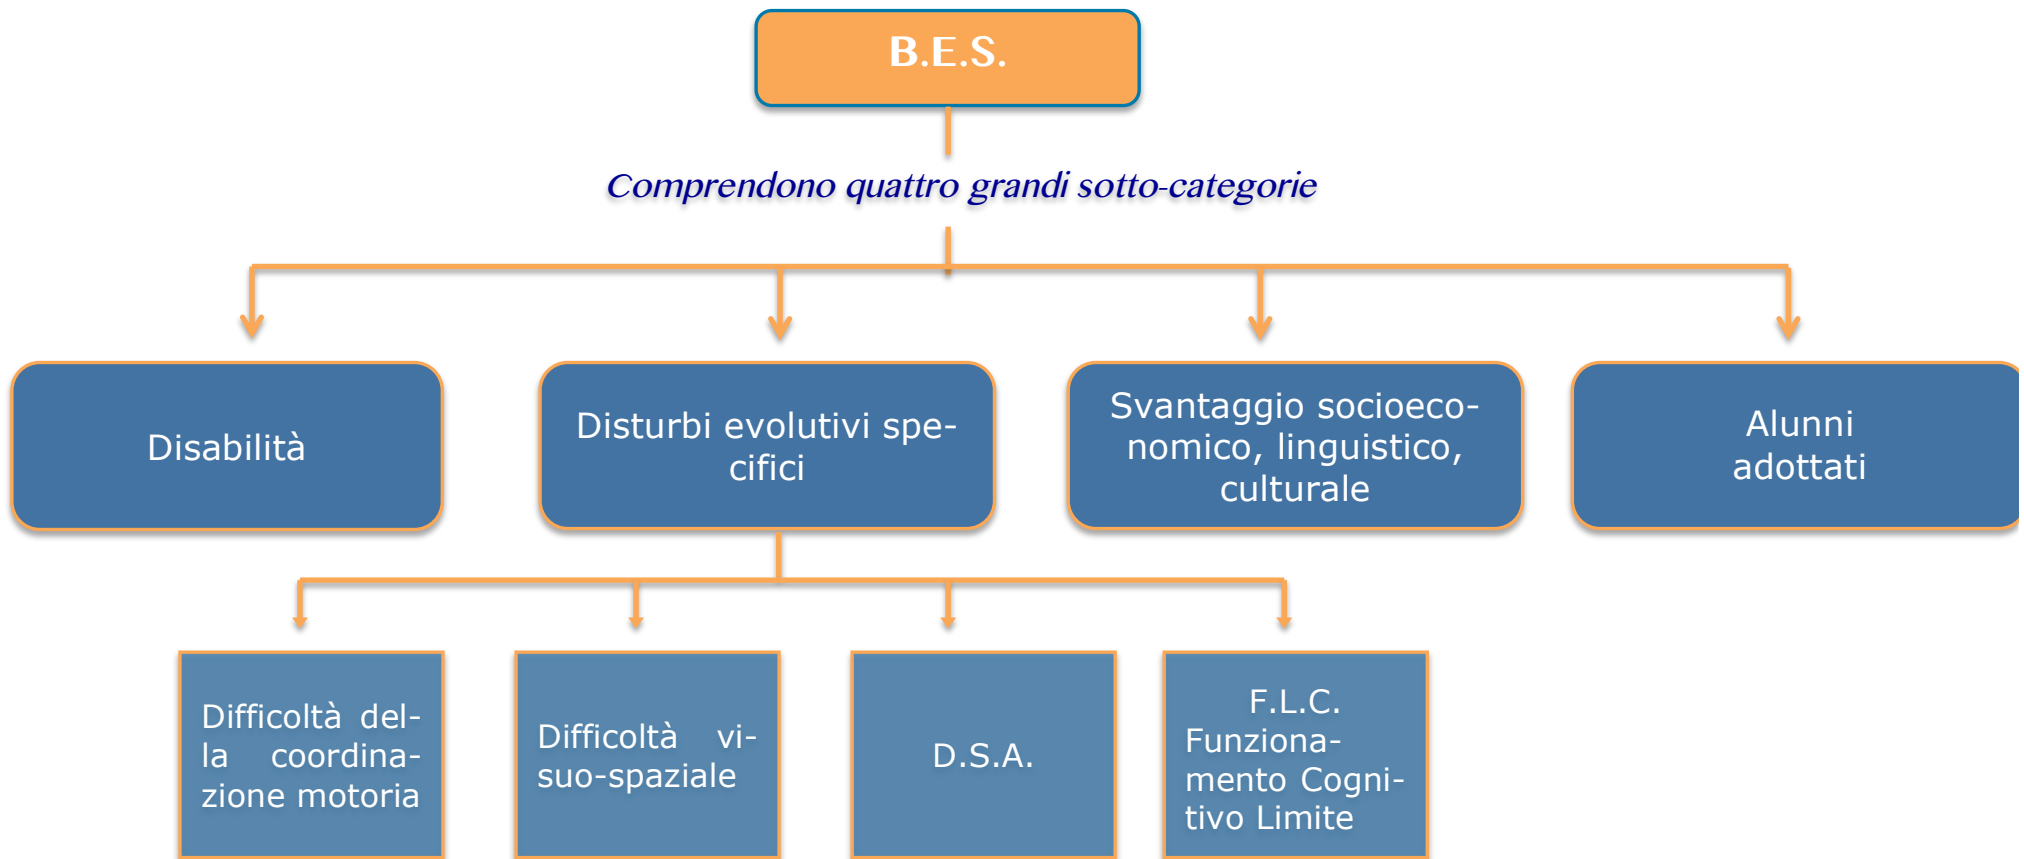 B.E.S.
Comprendono quattro grandi sotto-categorie
Disabilità
Disturbi evolutivi spe-
cifici
Svantaggio socioeco-
nomico, linguistico,
culturale
Alunni
adottati
Difficoltà del-
la coordina-
zione motoria
Difficoltà vi-
suo-spaziale
D.S.A.
F.L.C.
Funziona-
mento Cogni-
tivo Limite